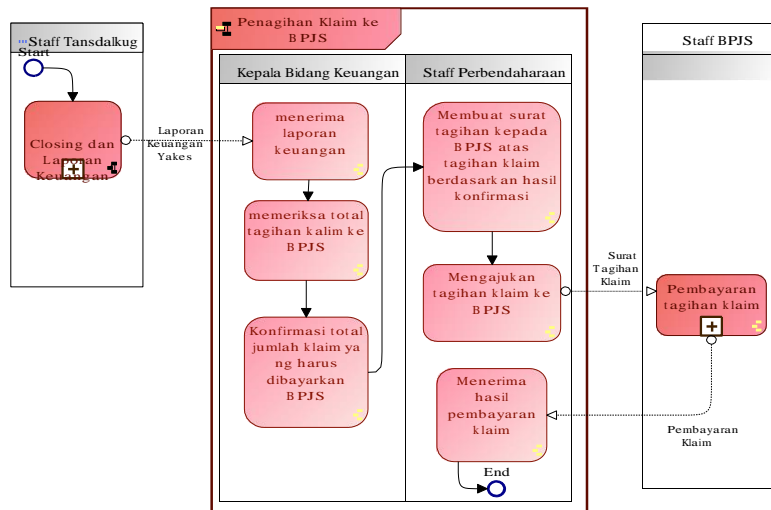 Staff Tansdalkug
Start
Closing dan
Laporan
Keuangan
Laporan
Keuangan
Yakes
Penagihan Klaim ke
BPJS
Kepala Bidang Keuangan
menerima
laporan
keuangan
memeriksa total
tagihan kalim ke
BPJS
Konfirmasi total
jumlah klaim ya
ng harus
dibayarkan
BPJS
Staff Perbendaharaan
Membuat surat
tagihan kepada
BPJS atas
tagihan klaim
berdasarkan hasil
konfirmasi
Mengajukan
tagihan klaim ke
BPJS
Menerima
hasil
pembayaran
klaim
End
Surat
Tagihan
Klaim
Staff BPJS
Pembayaran
tagihan klaim
Pembayaran
Klaim